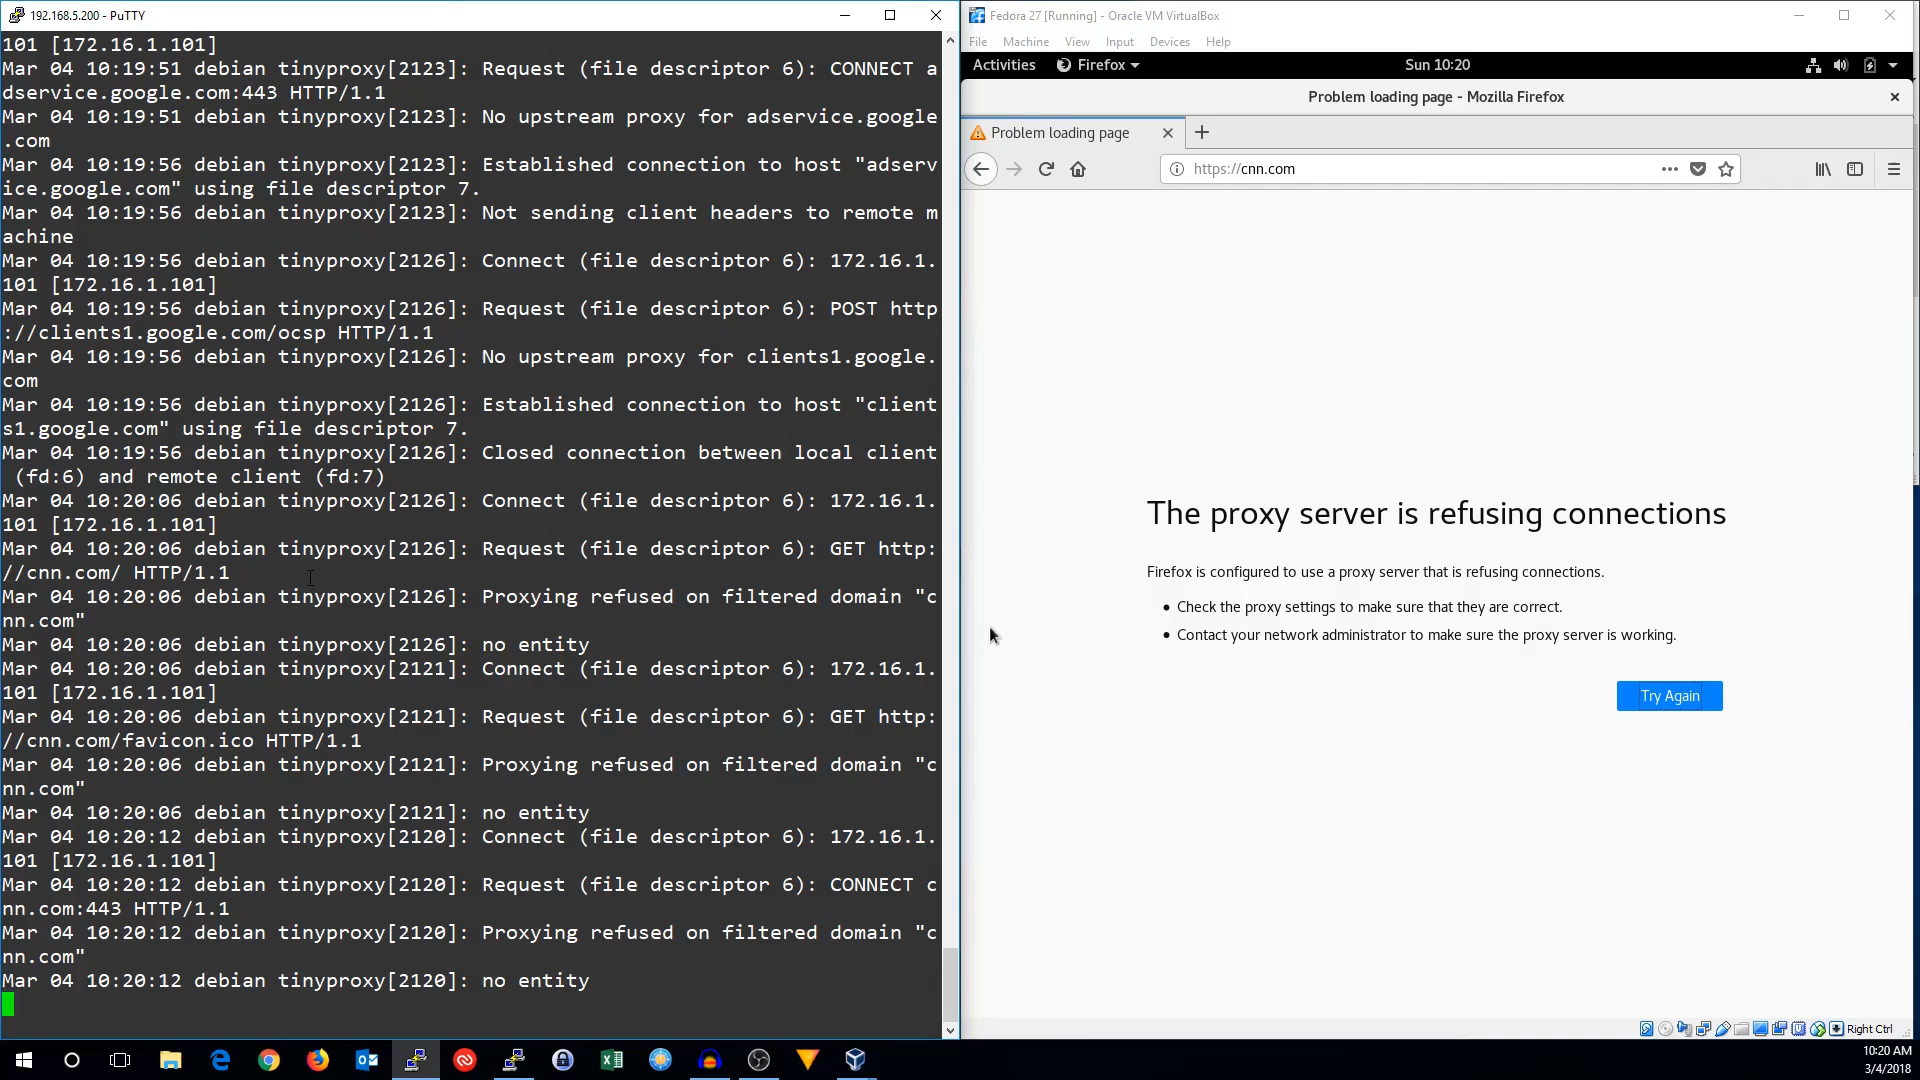 192.168.5.200 - PuTTY
101 [172.16.1.101]
Mar 04 10:19:51 debian tinyproxy[2123]: Request (file descriptor 6): CONNECT a
dservice.google.com:443 HTTP/1.1
Mar 04 10:19:51 debian tinyproxy[2123]: No upstream proxy for adservice.google
.com
Mar 04 10:19:56 debian tinyproxy[2123]: Established connection to host "adserv
ice.google.com" using file descriptor 7.
Mar 04 10:19:56 debian tinyproxy[2123]: Not sending client headers to remote m
achine
Mar 04 10:19:56 debian tinyproxy[2126]: Connect (file descriptor 6): 172.16.1.
101 [172.16.1.101]
Mar 04 10:19:56 debian tinyproxy[2126]: Request (file descriptor 6): POST http
://clients1.google.com/ocsp HTTP/1.1
Mar 04 10:19:56 debian tinyproxy[2126]: No upstream proxy for clients1.google.
com
Mar 04 10:19:56 debian tinyproxy[2126]: Established connection to host "client
s1.google.com" using file descriptor 7.
Mar 04 10:19:56 debian tinyproxy[2126]: Closed connection between local client
(fd:6) and remote client (fd:7)
Mar 04 10:20:06 debian tinyproxy[2126]: Connect (file descriptor 6): 172.16.1.
101 [172.16.1.101]
Mar 04 10:20:06 debian tinyproxy[2126]: Request (file descriptor 6): GET http:
//cnn.com/ HTTP/1.1
Mar 04 10:20:06 debian tinyproxy[2126]: Proxying refused on filtered domain "c
nn.com"
Mar 04 10:20:06 debian tinyproxy[2126]: no entity
Mar 04 10:20:06 debian tinyproxy[2121]: Connect (file descriptor 6): 172.16.1.
101 [172.16.1.101]
Mar 04 10:20:06 debian tinyproxy[2121]: Request (file descriptor 6): GET http:
//cnn.com/favicon.ico HTTP/1.1
Mar 04 10:20:06 debian tinyproxy[2121]: Proxying refused on filtered domain "c
nn.com"
Mar 04 10:20:06 debian tinyproxy[2121]: no entity
Mar 04 10:20:12 debian tinyproxy[2120]: Connect (file descriptor 6): 172.16.1.
101 [172.16.1.101]
Mar 04 10:20:12 debian tinyproxy[2120]: Request (file descriptor 6): CONNECT c
nn.com:443 HTTP/1.1
Mar 04 10:20:12 debian tinyproxy[2120]: Proxying refused on filtered domain "c
nn.com"
Mar 04 10:20:12 debian tinyproxy[2120]: no entity
Fedora 27 [Running] - Oracle VM VirtualBox
File Machine View Input Devices Help
Activities Firefox Sun 10:20
Problem loading page - Mozilla Firefox
Problem loading page
https://cnn.com
The proxy server is refusing connections
Firefox is configured to use a proxy server that is refusing connections.
Check the proxy settings to make sure that they are correct.
Contact your network administrator to make sure the proxy server is working.
Try Again
Right Ctrl
10:20 AM
3/4/2018